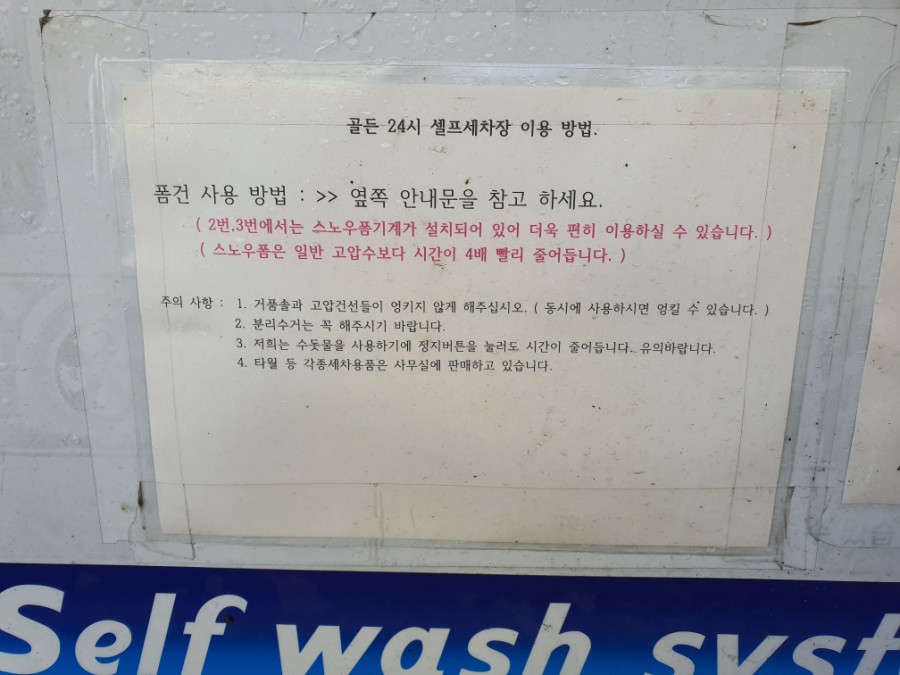 골든 24시 셀프세차장 이용 방법.
폼건 사용 방법 : >> 옆쪽 안내문을 참고 하세요.
( 2번,3번에서는 스노우폼기계가 설치되어 있어 더욱 편히 이용하실 수 있습니다. )
( 스노우폼은 일반 고압수보다 시간이 4배 빨리 줄어듭니다. )
주의 사항 : 1. 거품솔과 고압건선들이 엉키지 않게 해주십시오. ( 동시에 사용하시면 엉킬 수 있습니다. )
2. 분리수거는 꼭 해주시기 바랍니다.
3. 저희는 수돗물을 사용하기에 정지버튼을 눌러도 시간이 줄어듭니다. 유의바랍니다.
4. 타월 등 각종세차용품은 사무실에 판매하고 있습니다.
Self wash syst